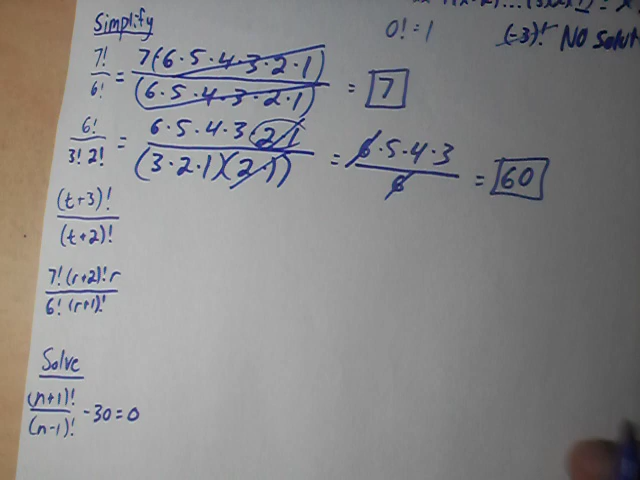 Simplify
0! = 1
(-3)! No
7!/6! = 7(6·5·4·3·2·1)/(6·5·4·3·2·1) = 7
6!/(3! 2!) = 6·5·4·3·2·1/((3·2·1)(2·1)) = 6·5·4·3/6 = 60
(t+3)!/(t+2)!
7!(r+2)!r/6!(r+1)!
Solve
(n+1)!/(n-1)! - 30 = 0